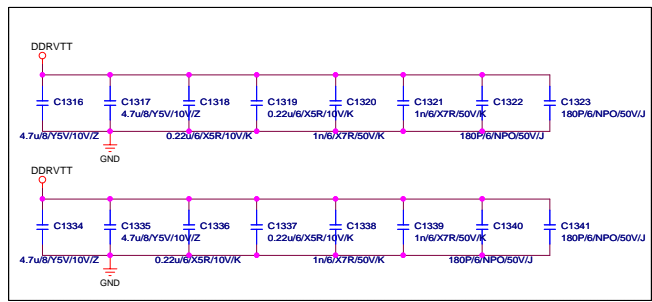 DDRVTT
C1316 C1317 C1318 C1319 C1320 C1321 C1322 C1323
4.7u/8/Y5V/10V/Z 0.22u/6/X5R/10V/K 1n/6/X7R/50V/K 180P/6/NPO/50V/J
4.7u/8/Y5V/10V/Z 0.22u/6/X5R/10V/K 1n/6/X7R/50V/K 180P/6/NPO/50V/J
GND
DDRVTT
C1334 C1335 C1336 C1337 C1338 C1339 C1340 C1341
4.7u/8/Y5V/10V/Z 0.22u/6/X5R/10V/K 1n/6/X7R/50V/K 180P/6/NPO/50V/J
4.7u/8/Y5V/10V/Z 0.22u/6/X5R/10V/K 1n/6/X7R/50V/K 180P/6/NPO/50V/J
GND